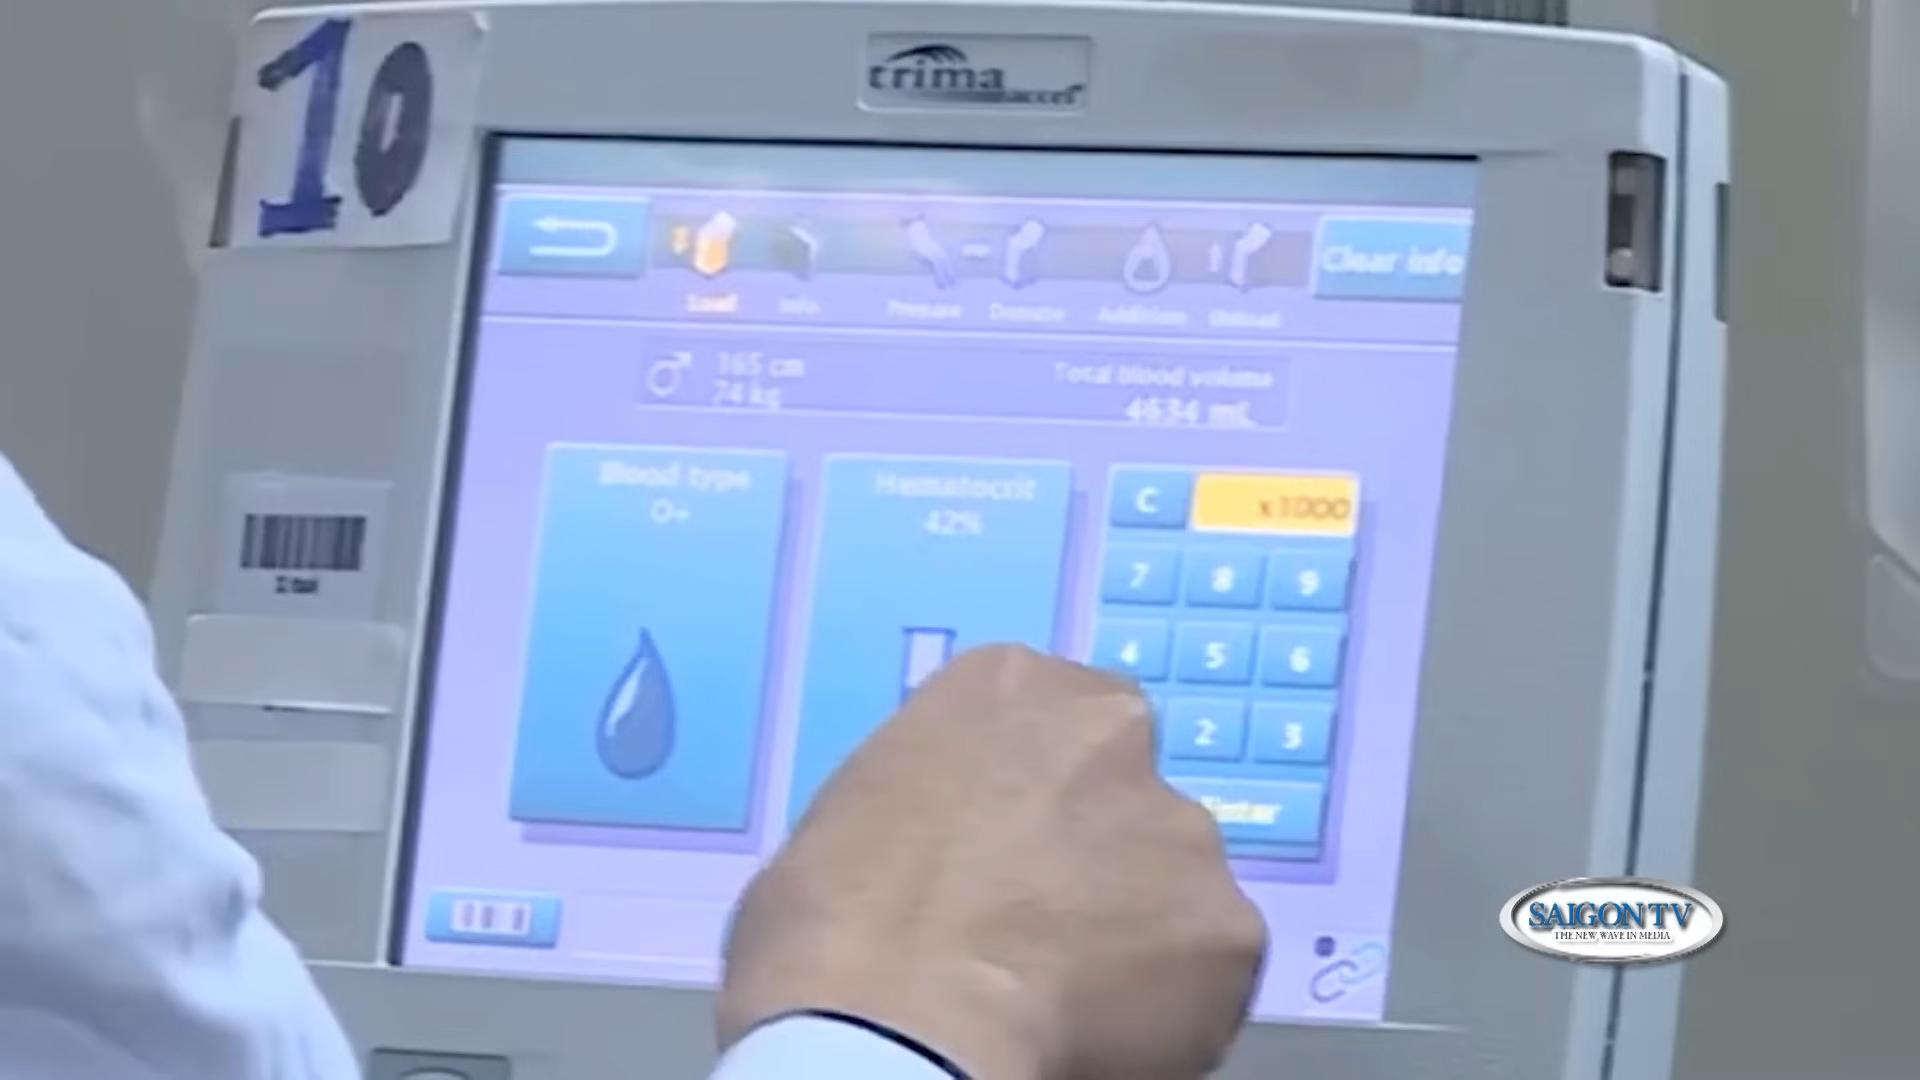 10
trima
accel
Clear info
Load
Info
Prepare
Donate
Addition
Unload
165 cm
74 kg
Total blood volume
4634 mL
Blood type
O+
Hematocrit
42%
C
x1000
7 8 9
4 5 6
2 3
Enter
SAIGON TV
THE NEW WAVE IN MEDIA